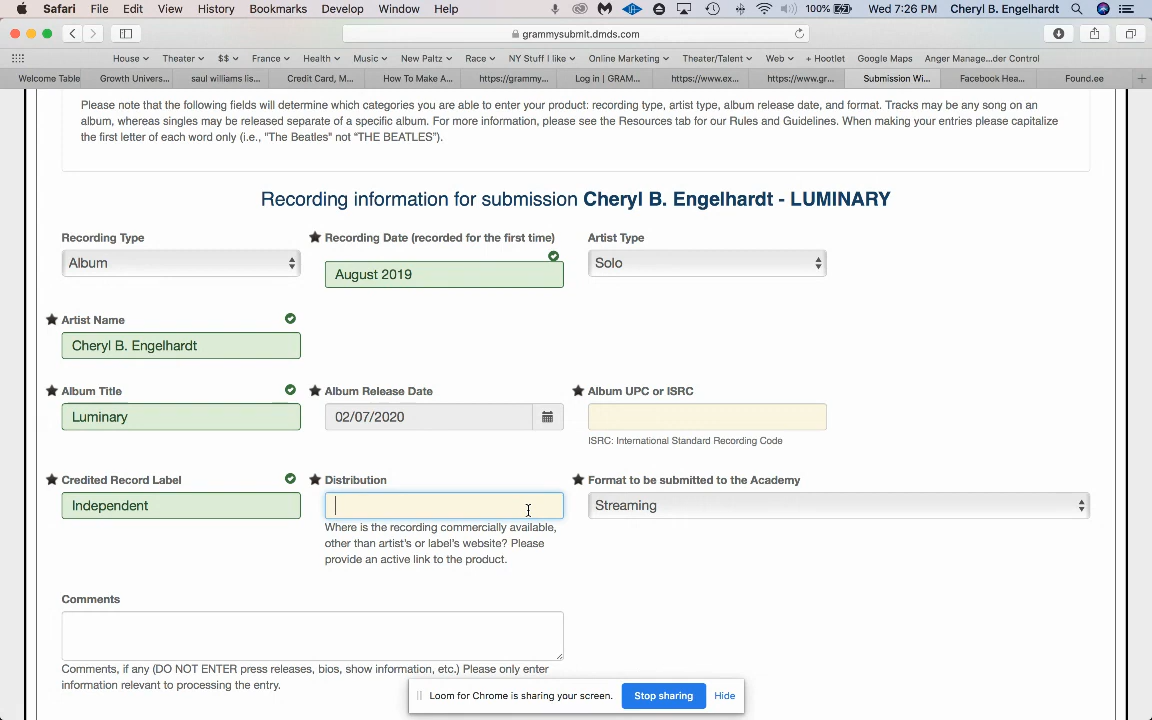 Safari File Edit View History Bookmarks Develop Window Help 100% Wed 7:26 PM Cheryl B. Engelhardt
grammysubmit.dmds.com
House Theater $$ France Health Music New Paltz Race NY Stuff I like Online Marketing Theater/Talent Web + Hootlet Google Maps Anger Manage...der Control
Welcome Table Growth Univers... saul williams lis... Credit Card, M... How To Make A... https://grammy... Log in | GRAM... https://www.ex... https://www.gr... Submission Wi... Facebook Hea... Found.ee
Please note that the following fields will determine which categories you are able to enter your product: recording type, artist type, album release date, and format. Tracks may be any song on an
album, whereas singles may be released separate of a specific album. For more information, please see the Resources tab for our Rules and Guidelines. When making your entries please capitalize
the first letter of each word only (i.e., "The Beatles" not "THE BEATLES").
Recording information for submission Cheryl B. Engelhardt - LUMINARY
Recording Type Recording Date (recorded for the first time) Artist Type
Album August 2019 Solo
Artist Name
Cheryl B. Engelhardt
Album Title Album Release Date Album UPC or ISRC
Luminary 02/07/2020
ISRC: International Standard Recording Code
Credited Record Label Distribution Format to be submitted to the Academy
Independent Streaming
Where is the recording commercially available,
other than artist's or label's website? Please
provide an active link to the product.
Comments
Comments, if any (DO NOT ENTER press releases, bios, show information, etc.) Please only enter
information relevant to processing the entry.
Loom for Chrome is sharing your screen. Stop sharing Hide